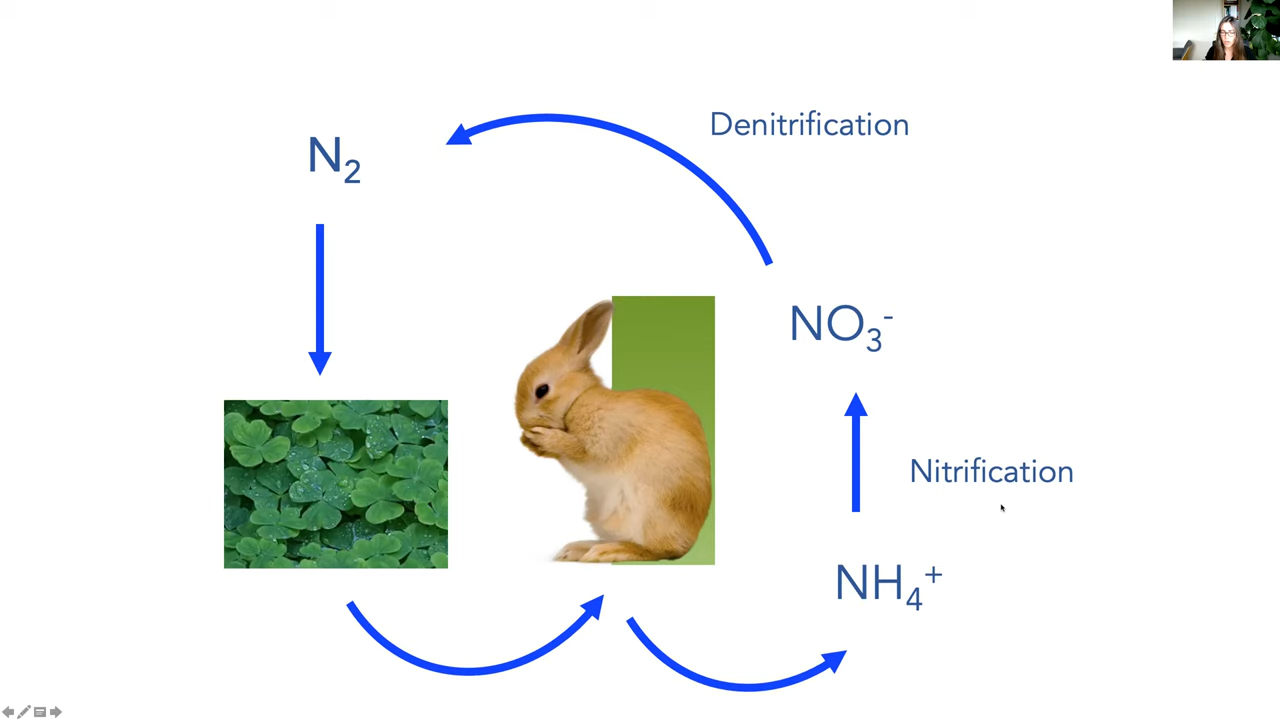 Denitrification
N₂
NO₃⁻
Nitrification
NH₄⁺